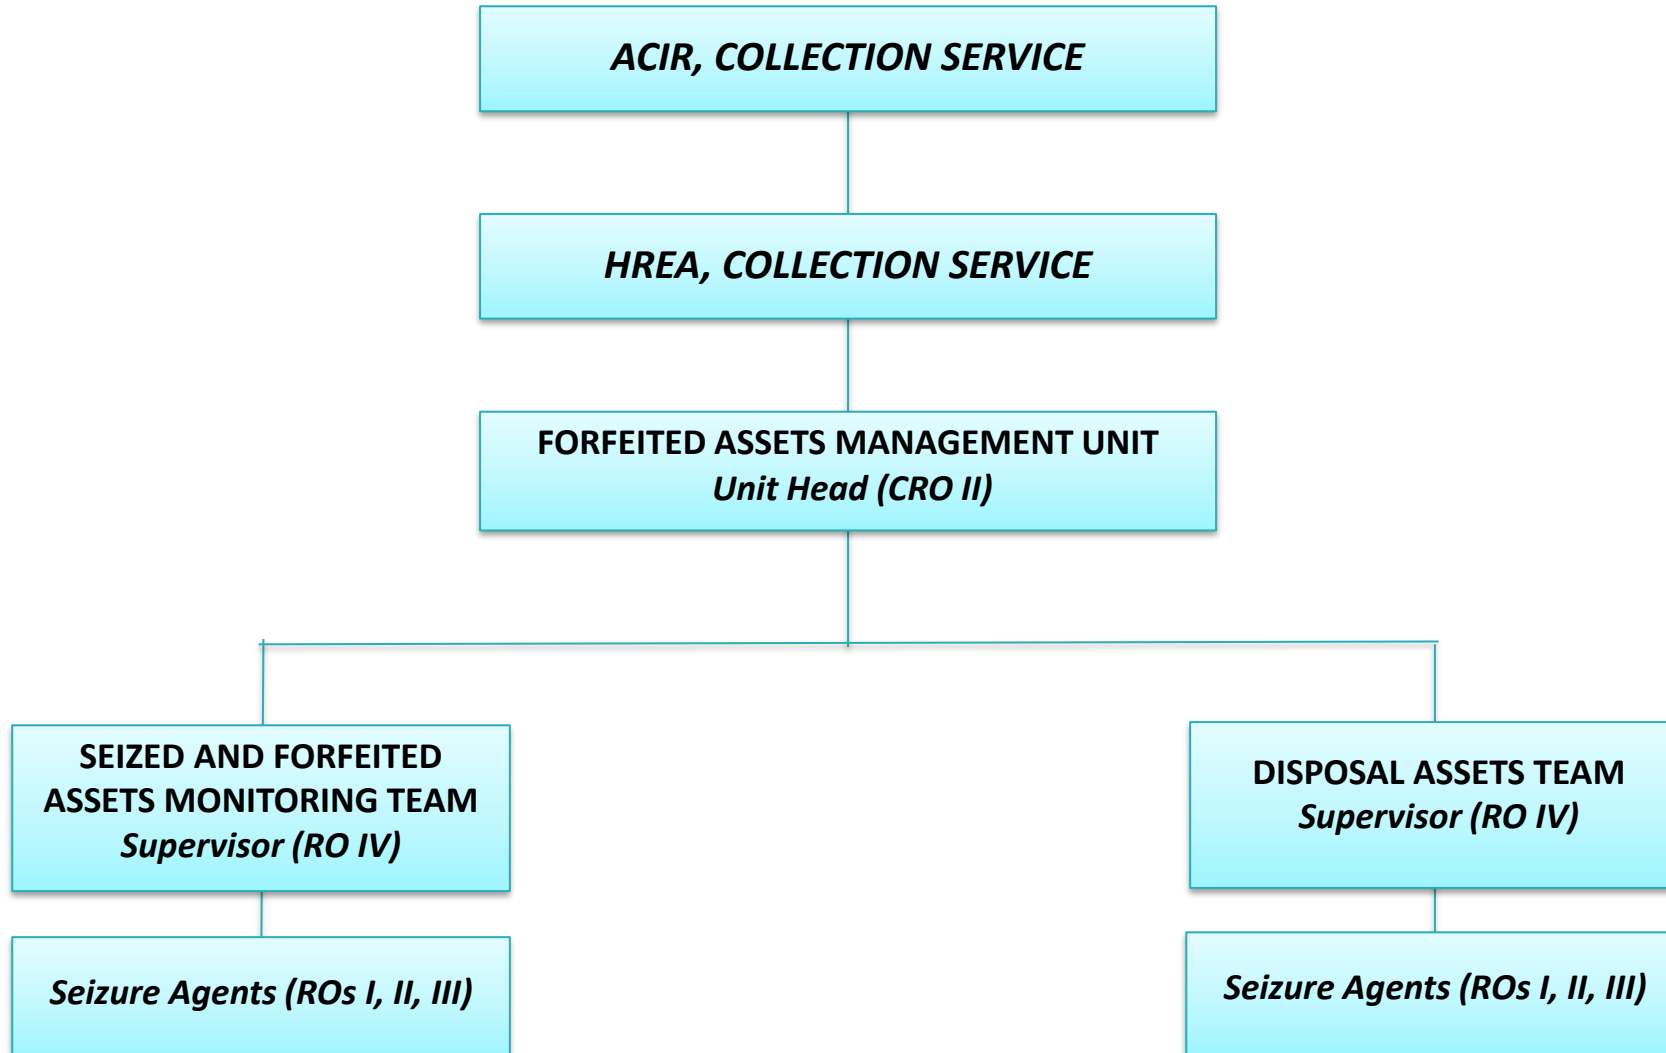 ACIR, COLLECTION SERVICE
HREA, COLLECTION SERVICE
FORFEITED ASSETS MANAGEMENT UNIT
Unit Head (CRO II)
SEIZED AND FORFEITED
ASSETS MONITORING TEAM
Supervisor (RO IV)
Seizure Agents (ROs I, II, III)
DISPOSAL ASSETS TEAM
Supervisor (RO IV)
Seizure Agents (ROs I, II, III)